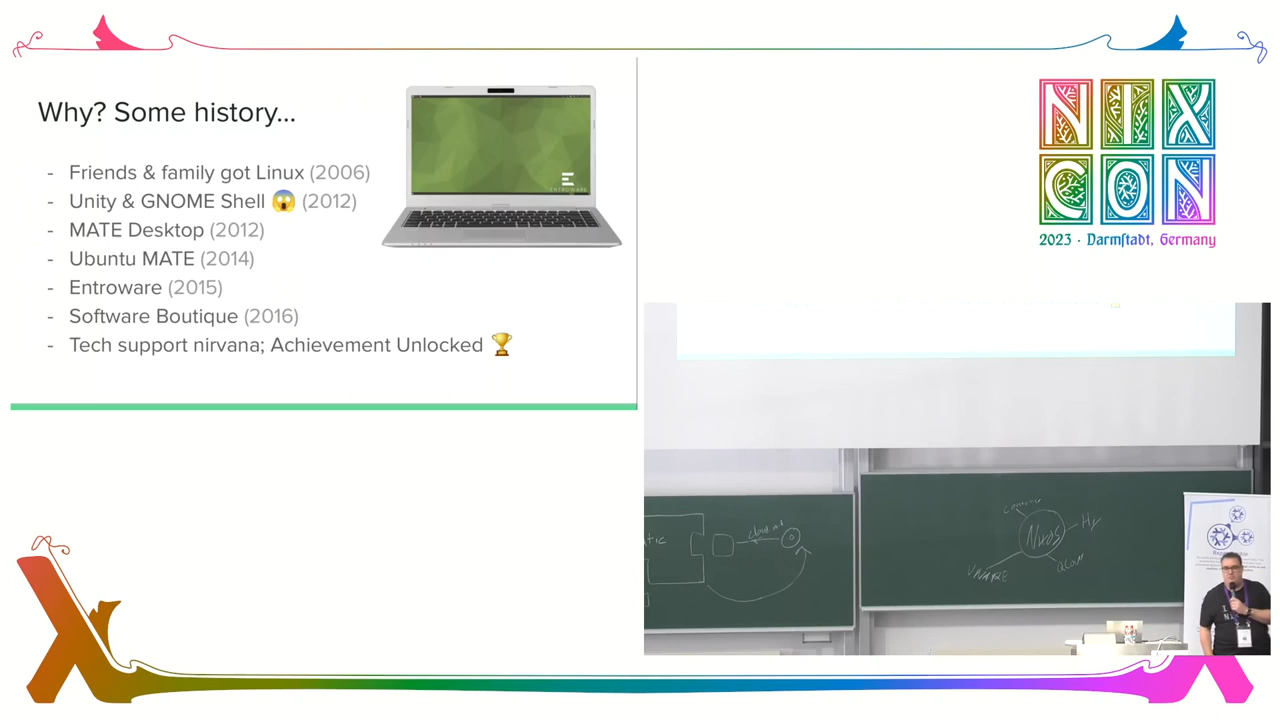 Why? Some history...
- Friends & family got Linux (2006)
- Unity & GNOME Shell 😱 (2012)
- MATE Desktop (2012)
- Ubuntu MATE (2014)
- Entroware (2015)
- Software Boutique (2016)
- Tech support nirvana; Achievement Unlocked 🏆
ENTROWARE
NIX
CON
2023 · Darmſtadt, Germany
NixOS